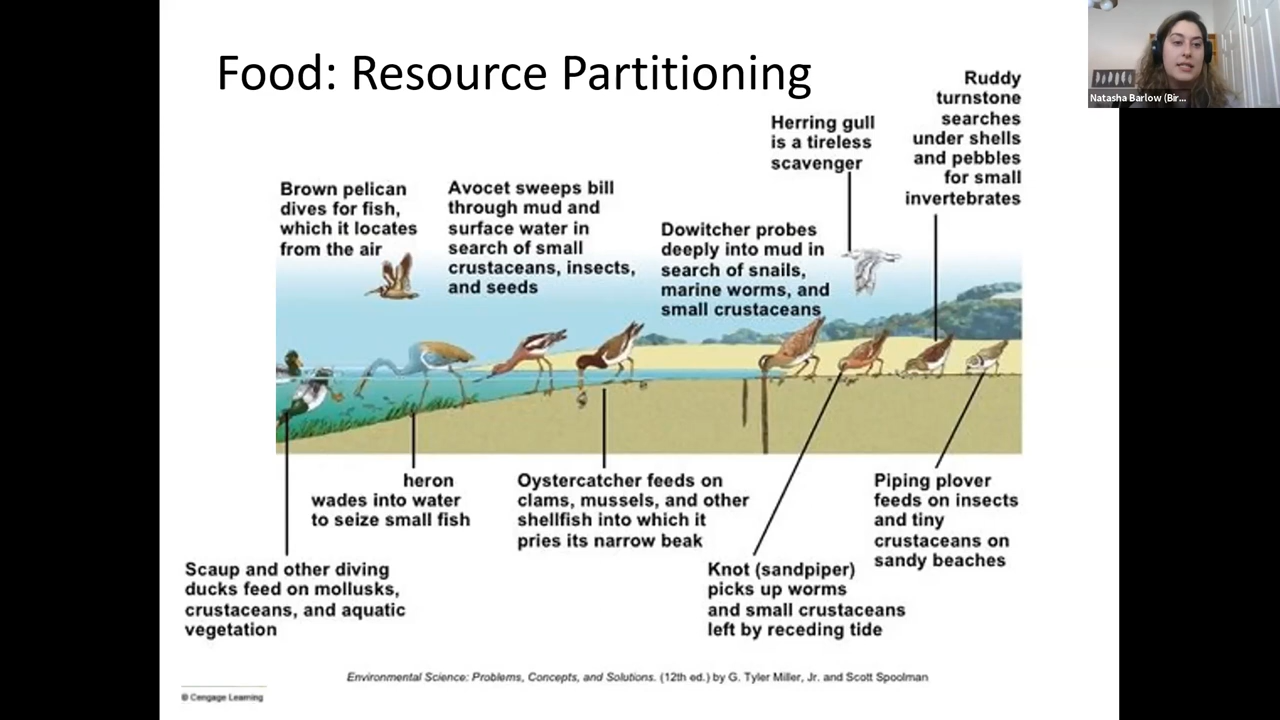 Food: Resource Partitioning
Natasha Barlow (Bir...
Ruddy
turnstone
searches
under shells
and pebbles
for small
invertebrates
Herring gull
is a tireless
scavenger
Brown pelican
dives for fish,
which it locates
from the air
Avocet sweeps bill
through mud and
surface water in
search of small
crustaceans, insects,
and seeds
Dowitcher probes
deeply into mud in
search of snails,
marine worms, and
small crustaceans
heron
wades into water
to seize small fish
Oystercatcher feeds on
clams, mussels, and other
shellfish into which it
pries its narrow beak
Piping plover
feeds on insects
and tiny
crustaceans on
sandy beaches
Scaup and other diving
ducks feed on mollusks,
crustaceans, and aquatic
vegetation
Knot (sandpiper)
picks up worms
and small crustaceans
left by receding tide
Environmental Science: Problems, Concepts, and Solutions. (12th ed.) by G. Tyler Miller, Jr. and Scott Spoolman
© Cengage Learning